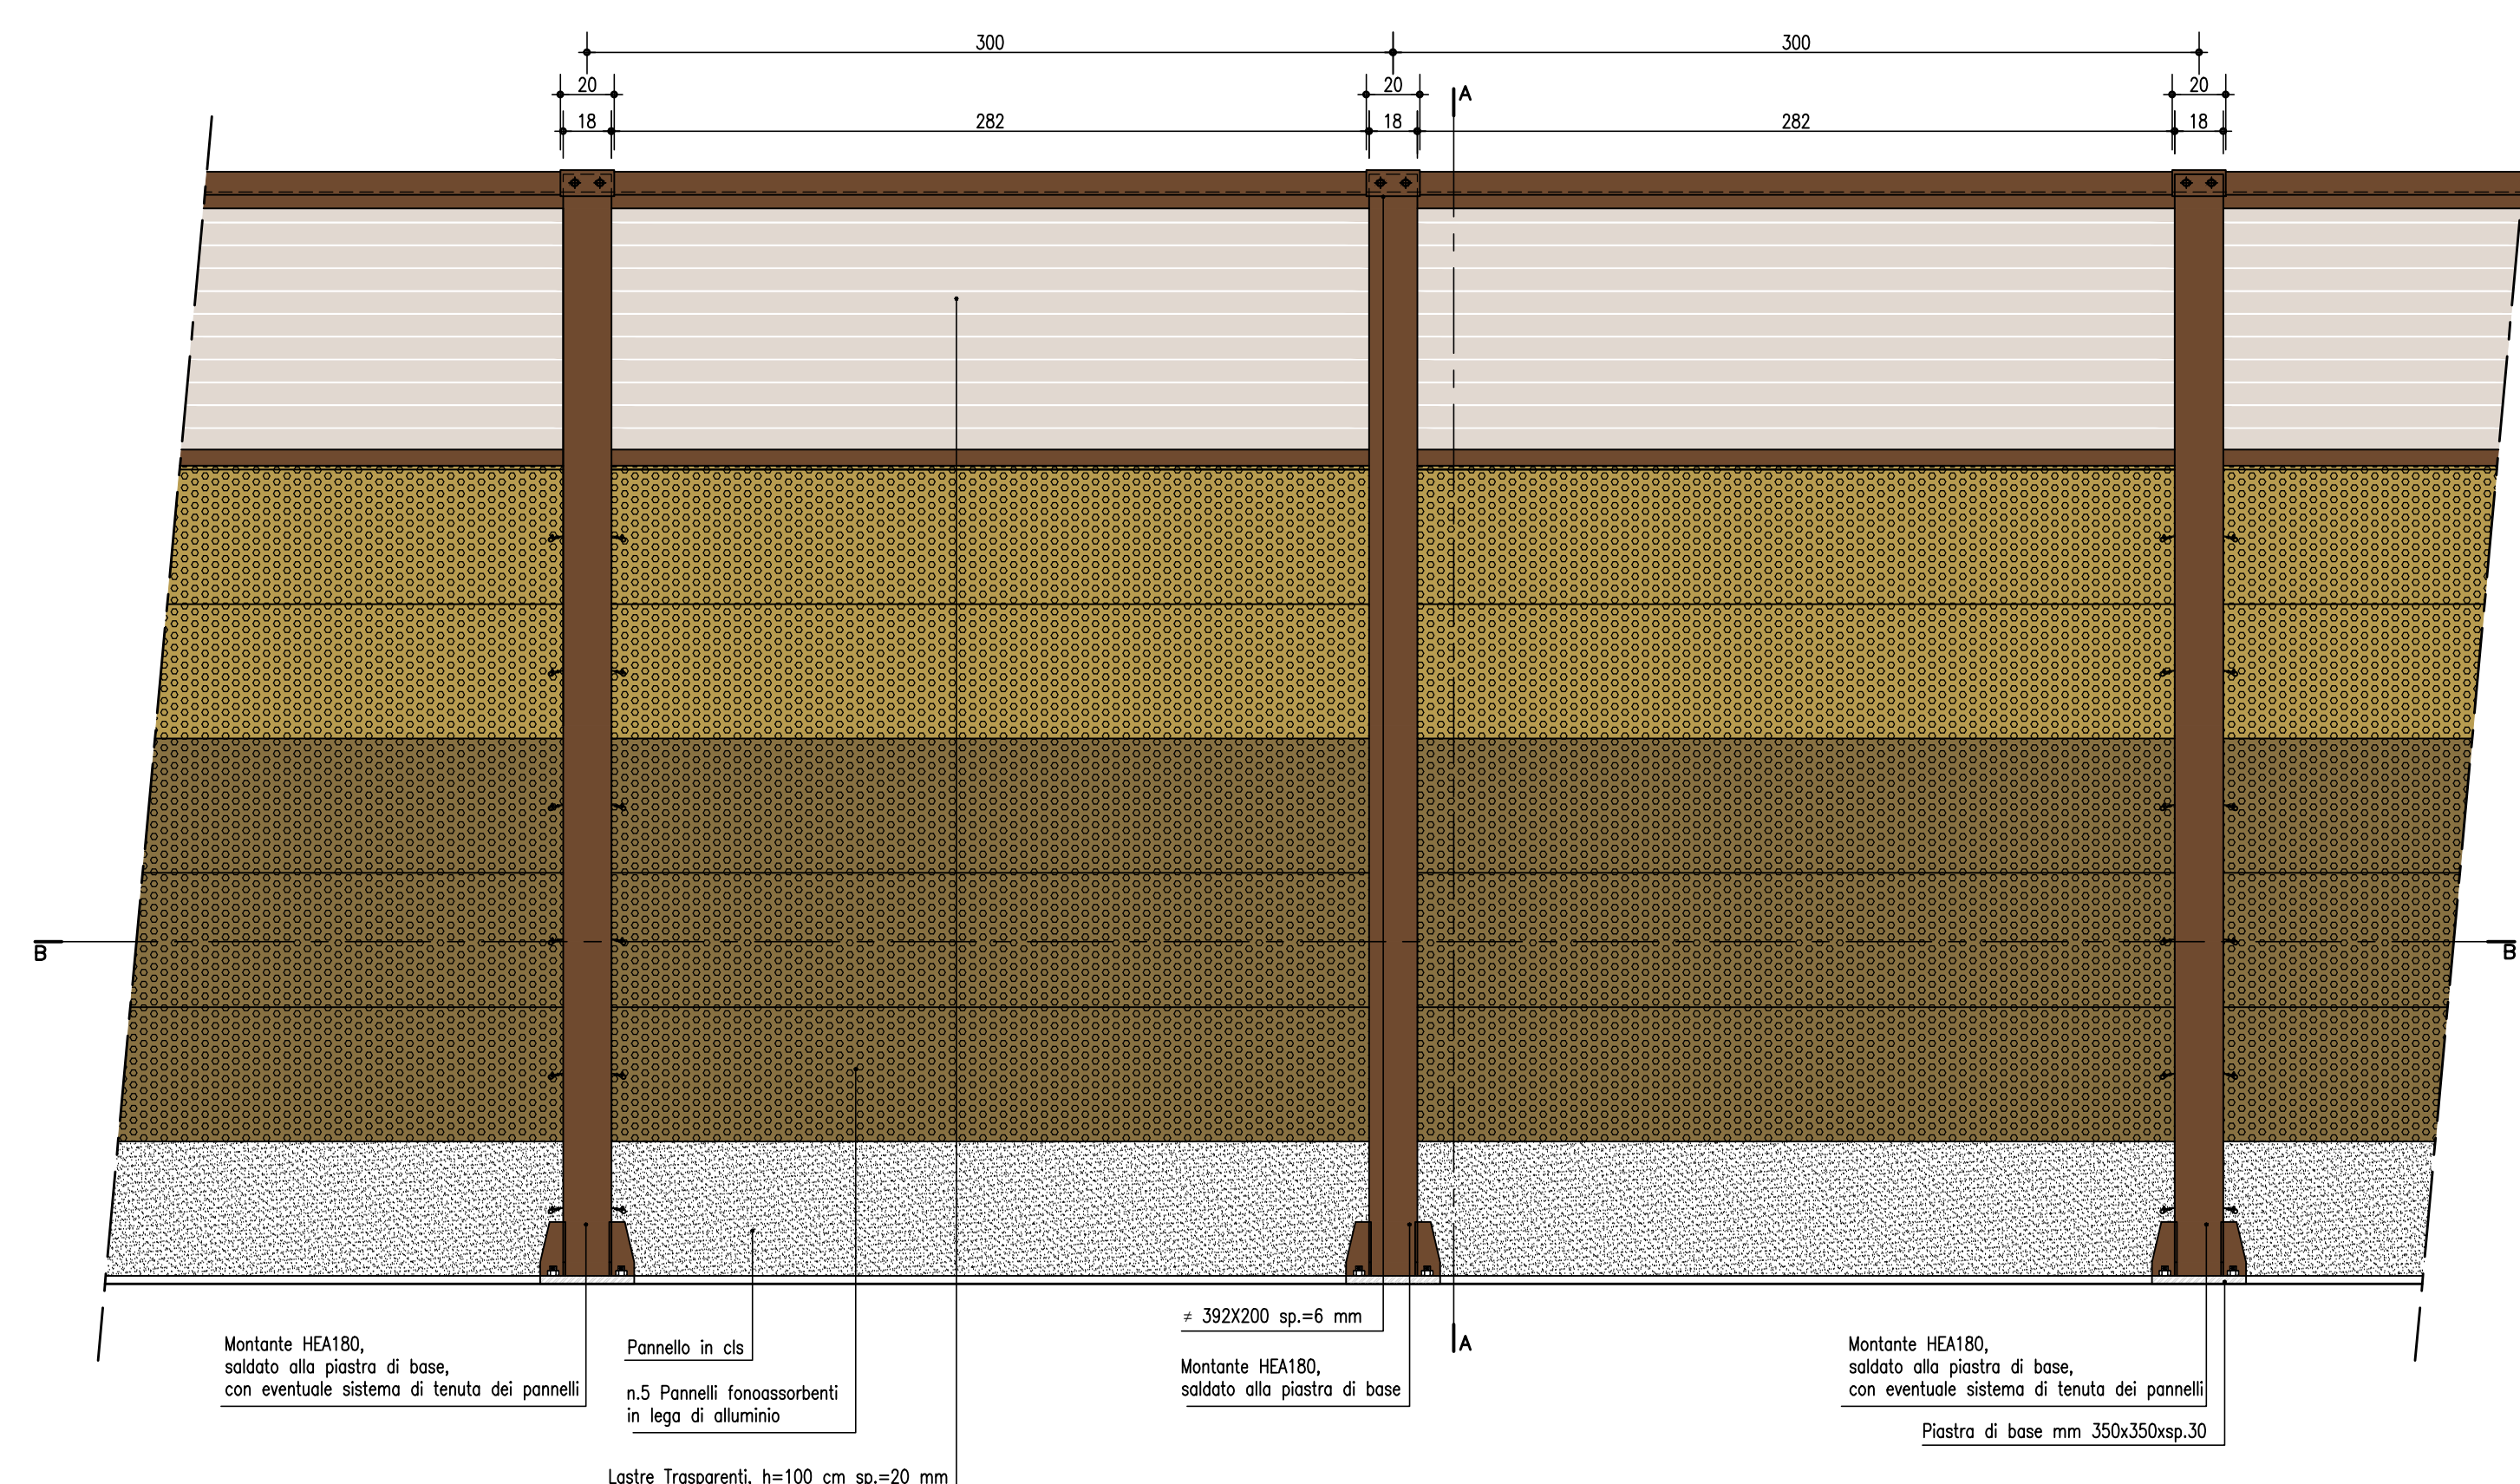 300
300
20
20
20
A
18
282
18
282
18
B
B
≠ 392X200 sp.=6 mm
A
Montante HEA180,
saldato alla piastra di base,
con eventuale sistema di tenuta dei pannelli
Pannello in cls
n.5 Pannelli fonoassorbenti
in lega di alluminio
Lastre Trasparenti, h=100 cm sp.=20 mm
Montante HEA180,
saldato alla piastra di base
Montante HEA180,
saldato alla piastra di base,
con eventuale sistema di tenuta dei pannelli
Piastra di base mm 350x350xsp.30